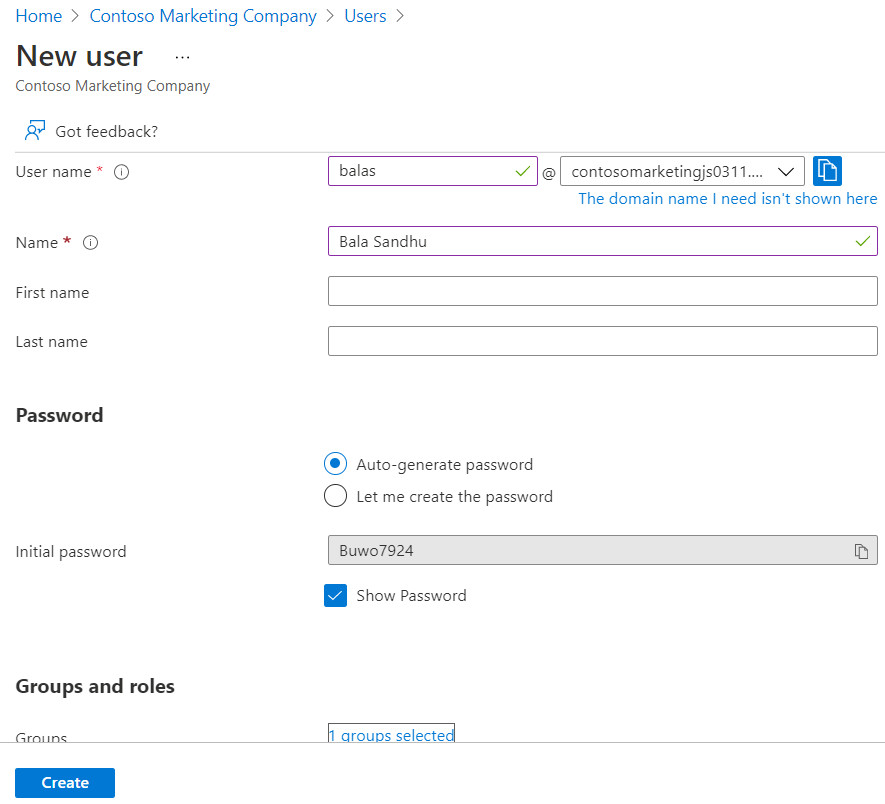 Home > Contoso Marketing Company > Users >
New user ...
Contoso Marketing Company
Got feedback?
User name * balas @ contosomarketingjs0311....
The domain name I need isn't shown here
Name * Bala Sandhu
First name
Last name
Password
Auto-generate password
Let me create the password
Initial password Buwo7924
Show Password
Groups and roles
Groups 1 groups selected
Create